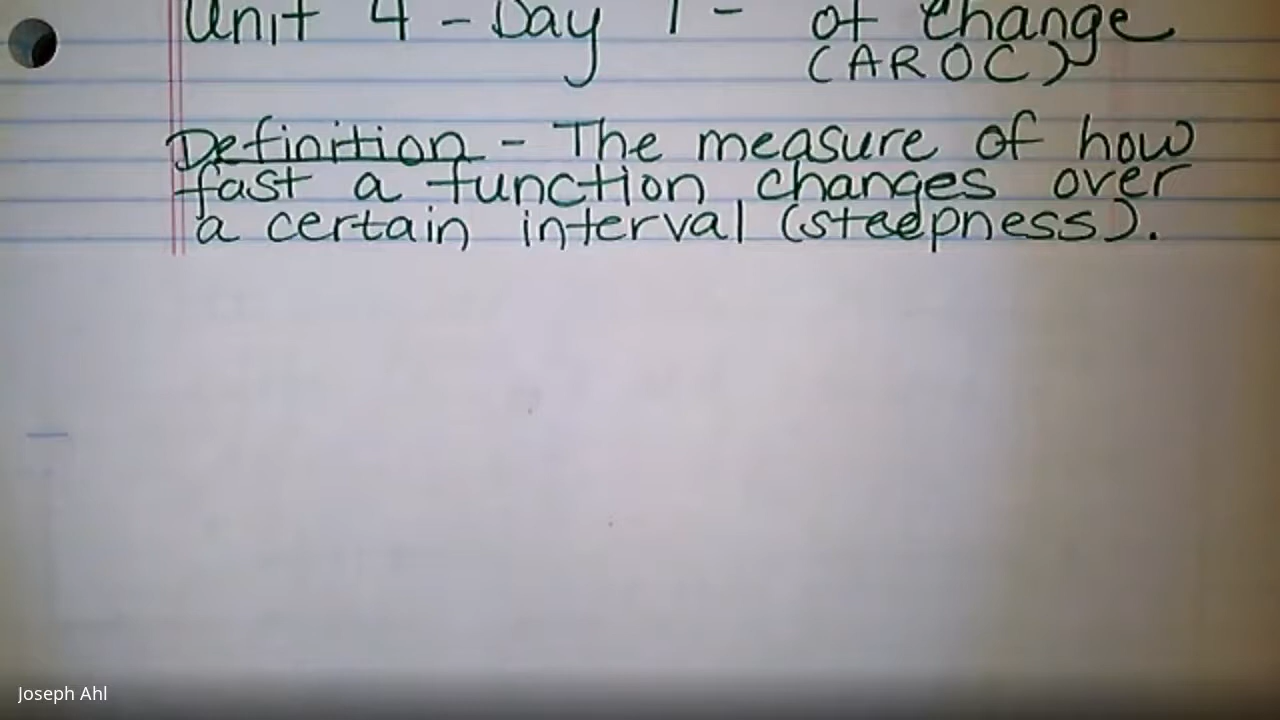 Unit 4 - Day 1 - of Change
(AROC)
Definition - The measure of how
fast a function changes over
a certain interval (steepness).
Joseph Ahl